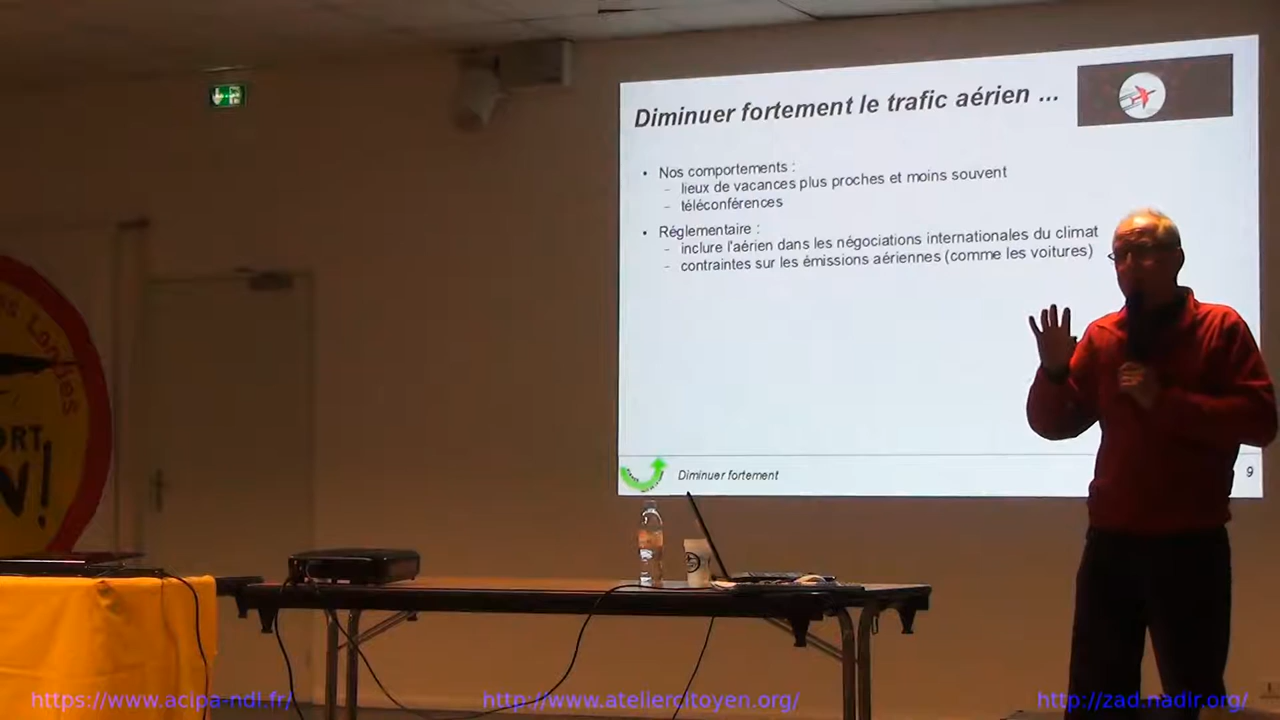 Diminuer fortement le trafic aérien ...
• Nos comportements :
– lieux de vacances plus proches et moins souvent
– téléconférences
• Réglementaire :
– inclure l'aérien dans les négociations internationales du climat
– contraintes sur les émissions aériennes (comme les voitures)
Diminuer fortement
9
Landes
ORT
N!
https://www.acipa-ndl.fr/
http://www.ateliercitoyen.org/
http://zad.nadir.org/